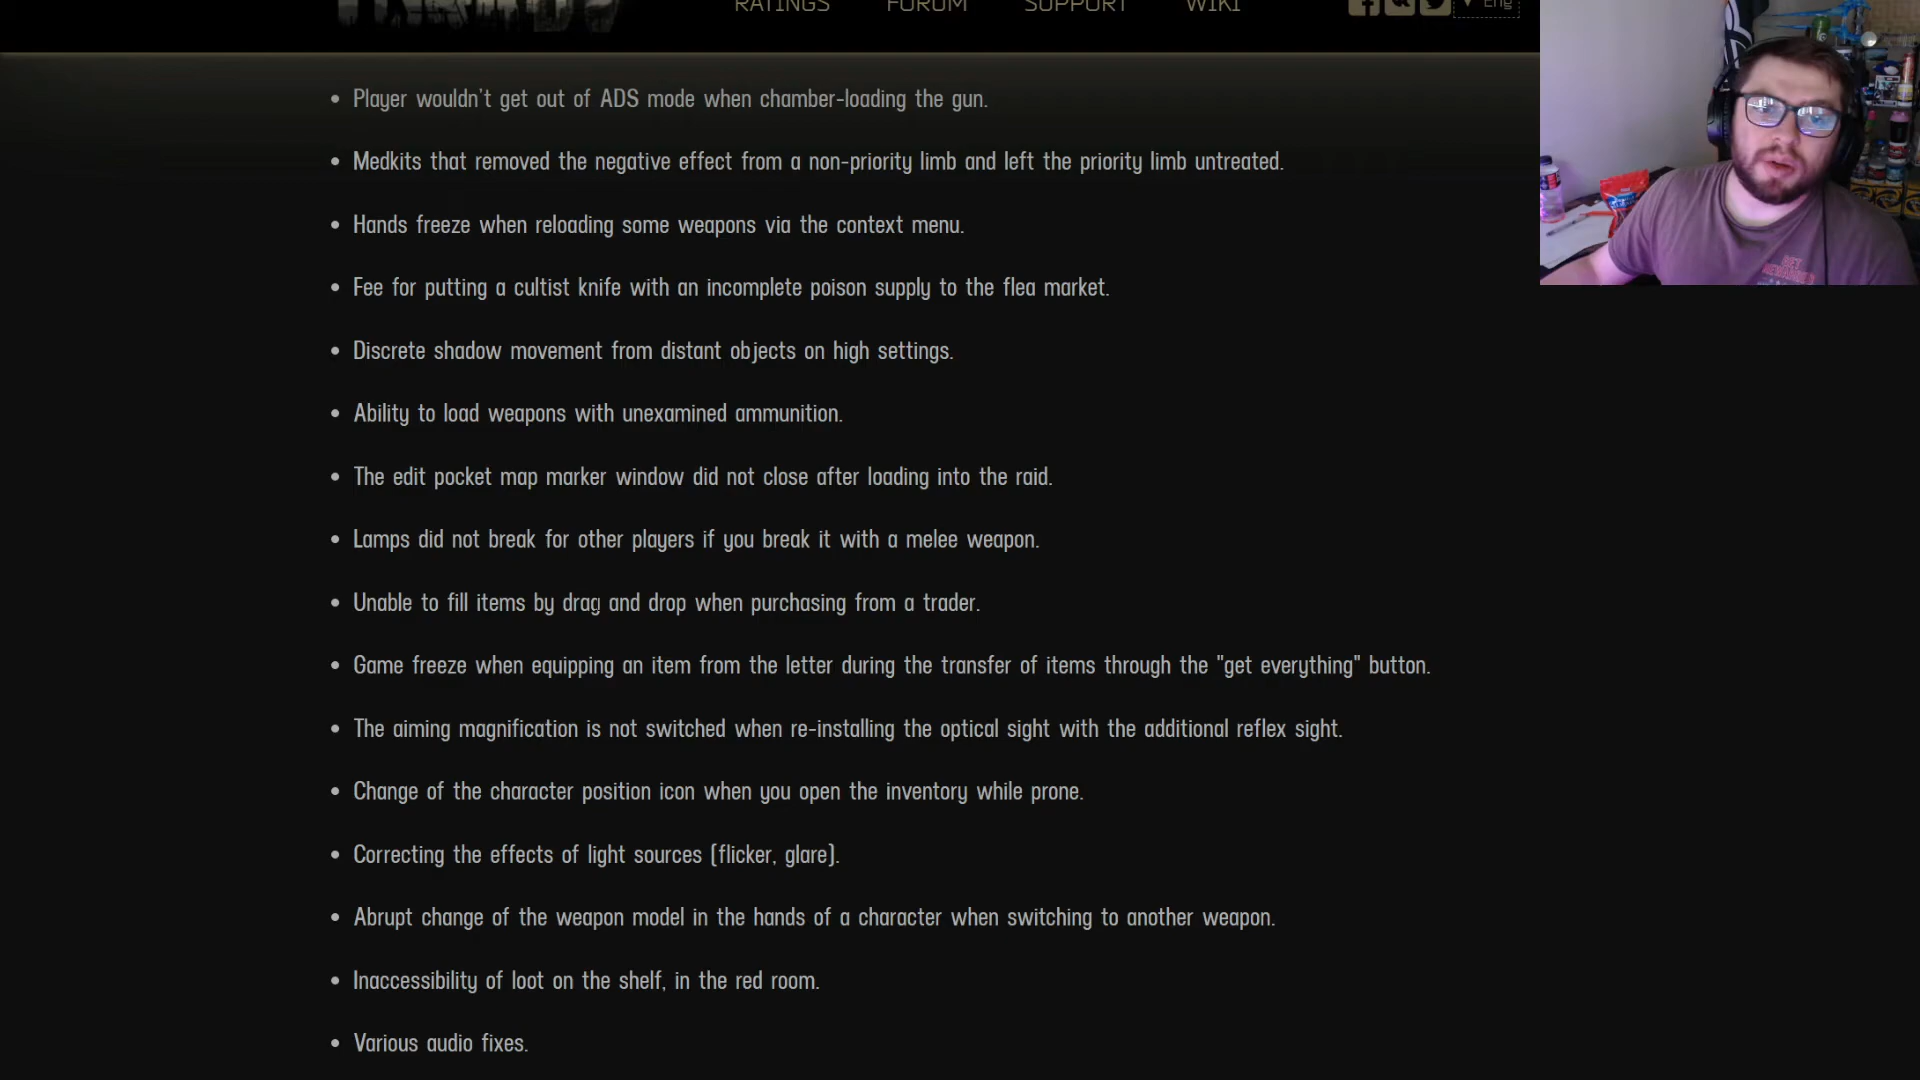 RATINGS FORUM SUPPORT WIKI Eng
• Player wouldn't get out of ADS mode when chamber-loading the gun.
• Medkits that removed the negative effect from a non-priority limb and left the priority limb untreated.
• Hands freeze when reloading some weapons via the context menu.
• Fee for putting a cultist knife with an incomplete poison supply to the flea market.
• Discrete shadow movement from distant objects on high settings.
• Ability to load weapons with unexamined ammunition.
• The edit pocket map marker window did not close after loading into the raid.
• Lamps did not break for other players if you break it with a melee weapon.
• Unable to fill items by drag and drop when purchasing from a trader.
• Game freeze when equipping an item from the letter during the transfer of items through the "get everything" button.
• The aiming magnification is not switched when re-installing the optical sight with the additional reflex sight.
• Change of the character position icon when you open the inventory while prone.
• Correcting the effects of light sources (flicker, glare).
• Abrupt change of the weapon model in the hands of a character when switching to another weapon.
• Inaccessibility of loot on the shelf, in the red room.
• Various audio fixes.